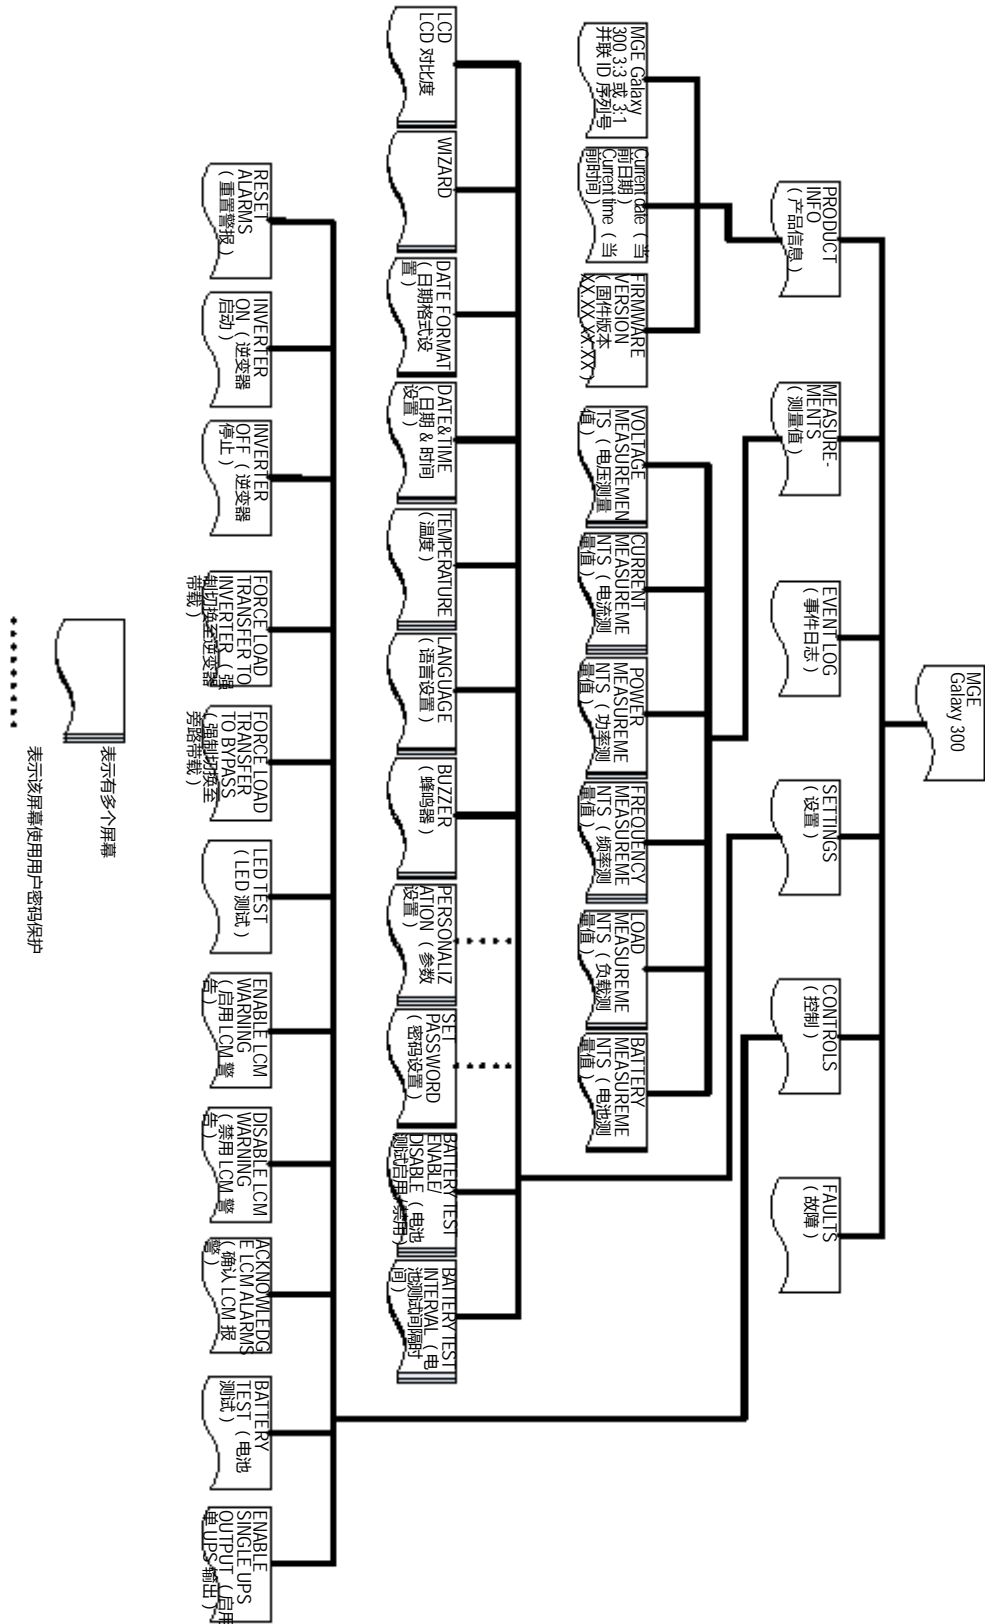 MGE
Galaxy 300
PRODUCT
INFO
（产品信息）
MEASURE-
MENTS
（测量值）
EVENT LOG
（事件日志）
SETTINGS
（设置）
CONTROLS
（控制）
FAULTS
（故障）
MGE Galaxy
300 3:3 或 3:1
并联 ID 序列号
Current date（当
前日期）
Current time（当
前时间）
FIRMWARE
VERSION
（固件版本
XX.XX XX.XX）
VOLTAGE
MEASUREMEN
TS（电压测量
值）
CURRENT
MEASUREME
NTS（电流测
量值）
POWER
MEASUREME
NTS（功率测
量值）
FREQUENCY
MEASUREME
NTS（频率测
量值）
LOAD
MEASUREME
NTS（负载测
量值）
BATTERY
MEASUREME
NTS（电池测
量值）
LCD
LCD 对比度
WIZARD
DATE FORMAT
（日期格式设
置）
DATE&TIME
（日期 & 时间
设置）
TEMPERATURE
（温度）
LANGUAGE
（语言设置）
BUZZER
（蜂鸣器）
PERSONALIZ
ATION（参数
设置）
SET
PASSWORD
（密码设置）
BATTERY TEST
ENABLE/
DISABLE（电池
测试启用/禁用）
BATTERY TEST
INTERVAL（电
池测试间隔时
间）
RESET
ALARMS
（重置警报）
INVERTER
ON（逆变器
启动）
INVERTER
OFF（逆变器
停止）
FORCE LOAD
TRANSFER TO
INVERTER（强
制切换至逆变器
带载）
FORCE LOAD
TRANSFER
TO BYPASS
（强制切换至
旁路带载）
LED TEST
（LED 测试）
ENABLE LCM
WARNING
（启用 LCM 警
告）
DISABLE LCM
WARNING
（禁用 LCM 警
告）
ACKNOWLEDG
E LCM ALARMS
（确认 LCM 报
警）
BATTERY
TEST（电池
测试）
ENABLE
SINGLE UPS
OUTPUT（启用
单 UPS 输出）
表示有多个屏幕
表示该屏幕使用用户密码保护